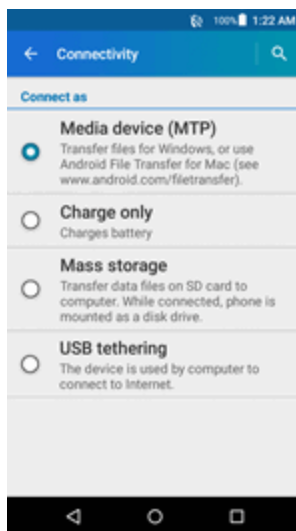 100% 1:22 AM
Connectivity
Connect as
Media device (MTP)
Transfer files for Windows, or use
Android File Transfer for Mac (see
www.android.com/filetransfer).
Charge only
Charges battery
Mass storage
Transfer data files on SD card to
computer. While connected, phone is
mounted as a disk drive.
USB tethering
The device is used by computer to
connect to Internet.